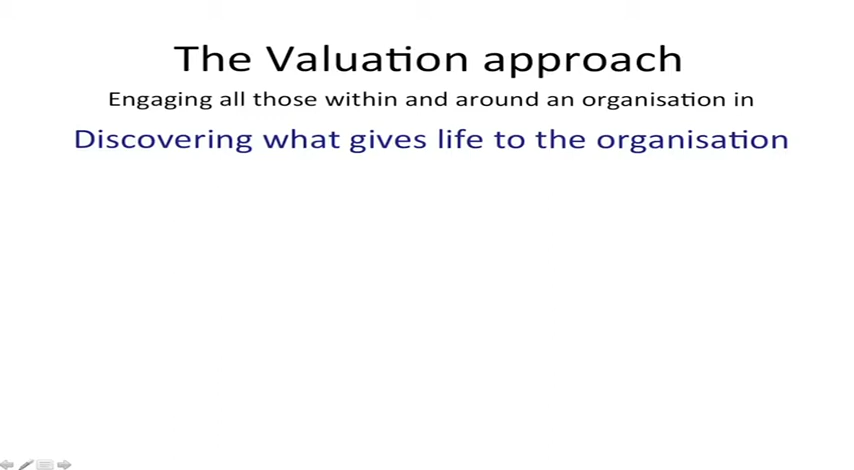 The Valuation approach
Engaging all those within and around an organisation in
Discovering what gives life to the organisation